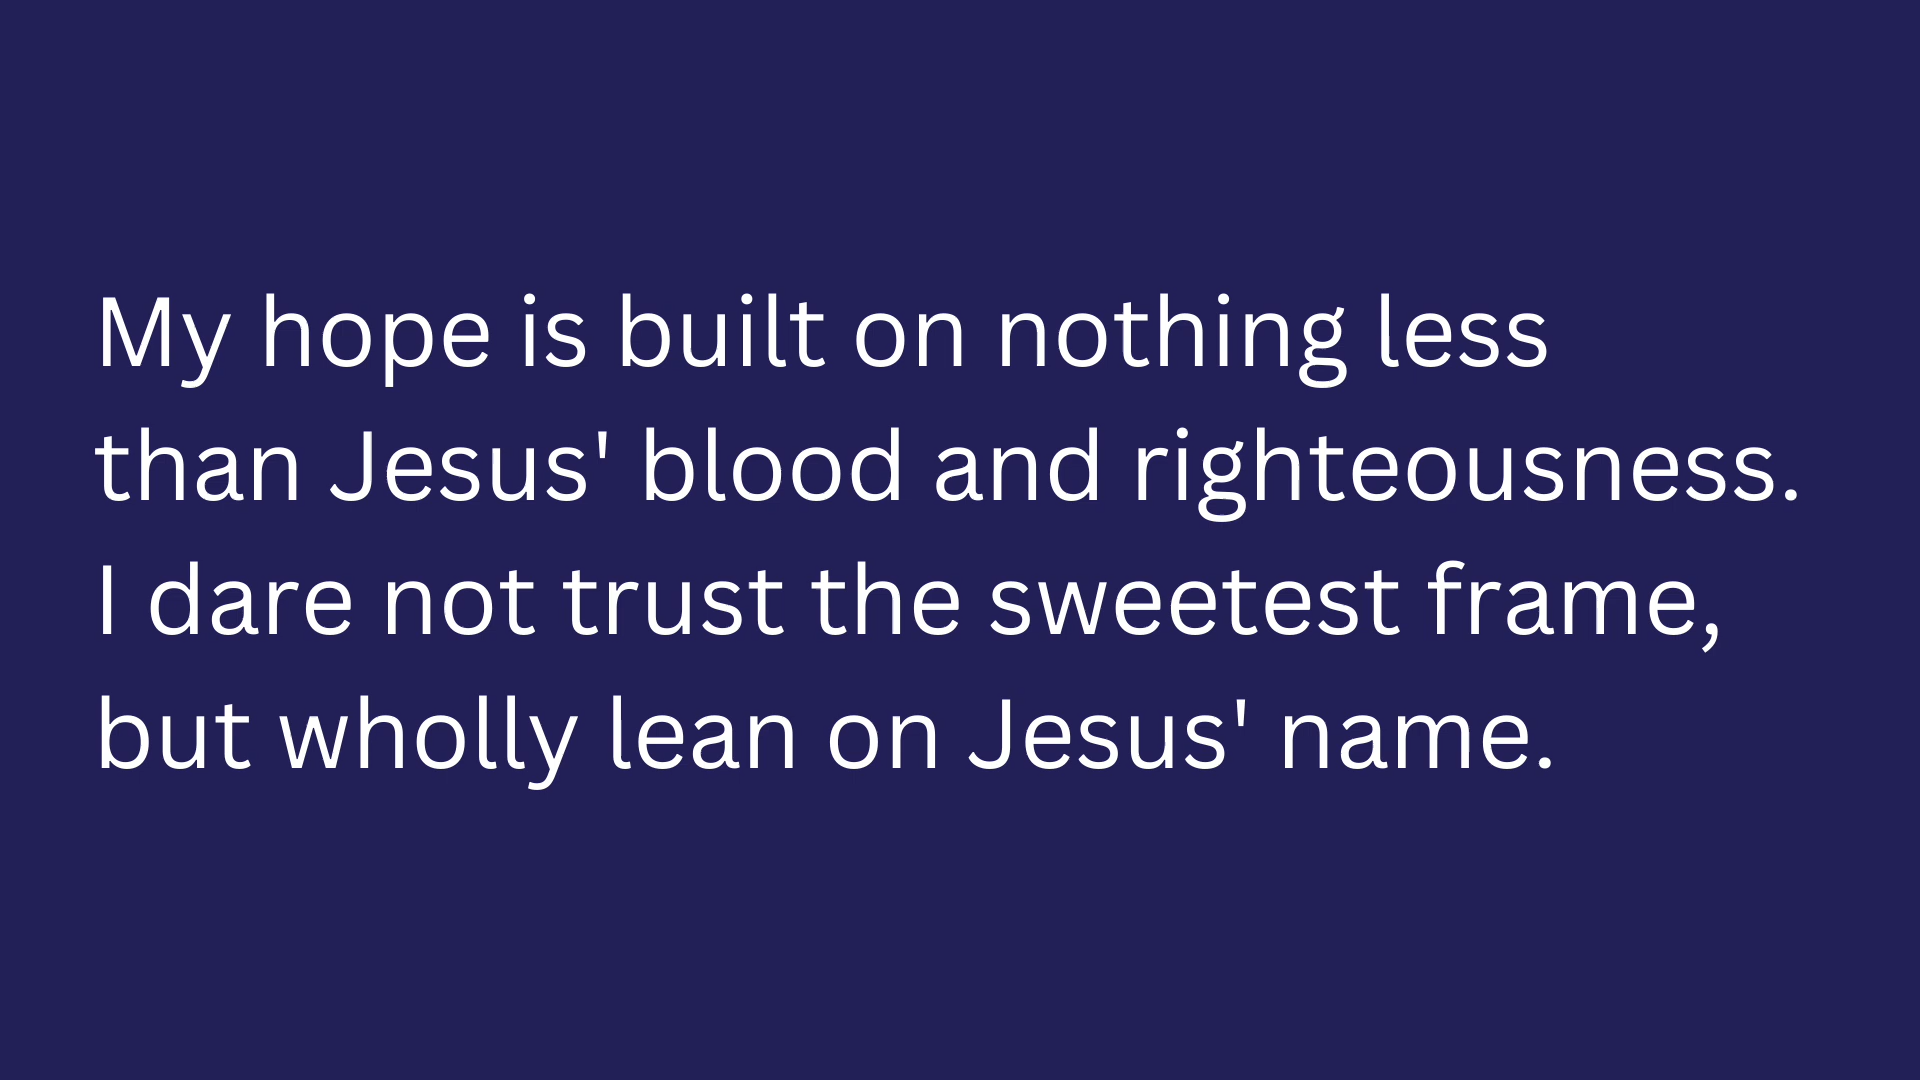 My hope is built on nothing less
than Jesus' blood and righteousness.
I dare not trust the sweetest frame,
but wholly lean on Jesus' name.